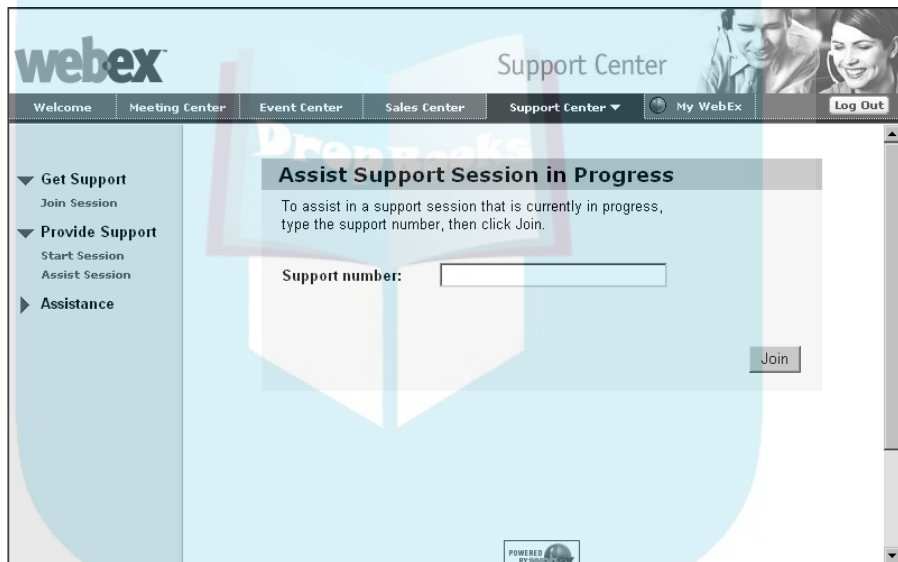 webex
Support Center
Welcome
Meeting Center
Event Center
Sales Center
Support Center
My WebEx
Log Out
DropBooks
Get Support
Join Session
Provide Support
Start Session
Assist Session
Assistance
Assist Support Session in Progress
To assist in a support session that is currently in progress,
type the support number, then click Join.
Support number:
Join
POWERED
BY